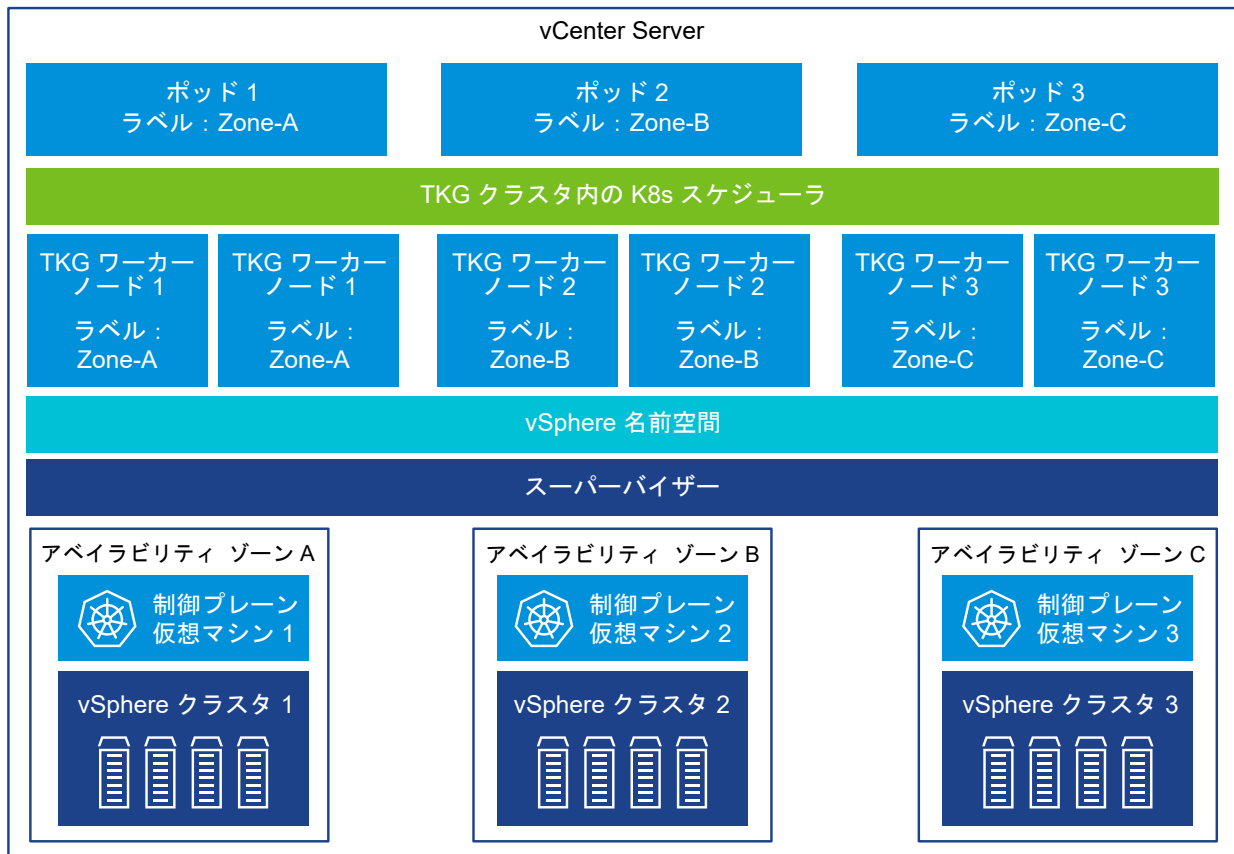 vCenter Server
ポッド 1
ラベル：Zone-A
ポッド 2
ラベル：Zone-B
ポッド 3
ラベル：Zone-C
TKG クラスタ内の K8s スケジューラ
TKG ワーカー
ノード 1
ラベル：
Zone-A
TKG ワーカー
ノード 1
ラベル：
Zone-A
TKG ワーカー
ノード 2
ラベル：
Zone-B
TKG ワーカー
ノード 2
ラベル：
Zone-B
TKG ワーカー
ノード 3
ラベル：
Zone-C
TKG ワーカー
ノード 3
ラベル：
Zone-C
vSphere 名前空間
スーパーバイザー
アベイラビリティ ゾーン A
制御プレーン
仮想マシン 1
vSphere クラスタ 1
アベイラビリティ ゾーン B
制御プレーン
仮想マシン 2
vSphere クラスタ 2
アベイラビリティ ゾーン C
制御プレーン
仮想マシン 3
vSphere クラスタ 3